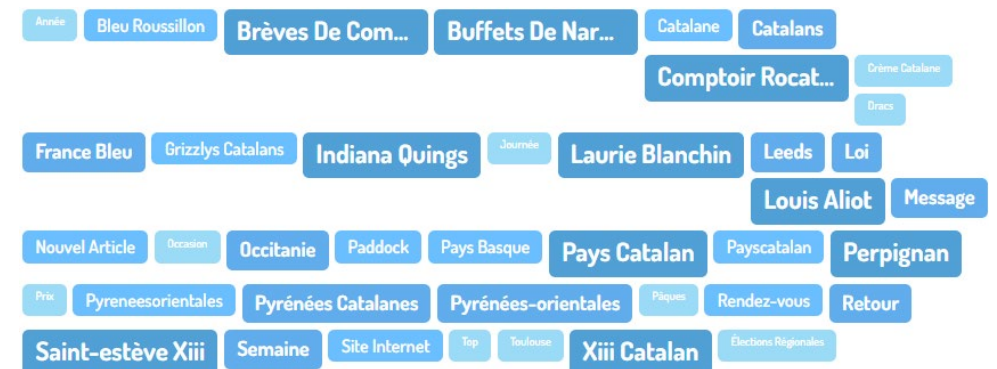 Année Bleu Roussillon Brèves De Com... Buffets De Nar... Catalane Catalans
Comptoir Rocat... Crème Catalane
Dracs
France Bleu Grizzlys Catalans Indiana Quings Journée Laurie Blanchin Leeds Loi
Louis Aliot Message
Nouvel Article Occasion Occitanie Paddock Pays Basque Pays Catalan Payscatalan Perpignan
Prix Pyreneesorientales Pyrénées Catalanes Pyrénées-orientales Pâques Rendez-vous Retour
Saint-estève Xiii Semaine Site Internet Top Toulouse Xiii Catalan Élections Régionales